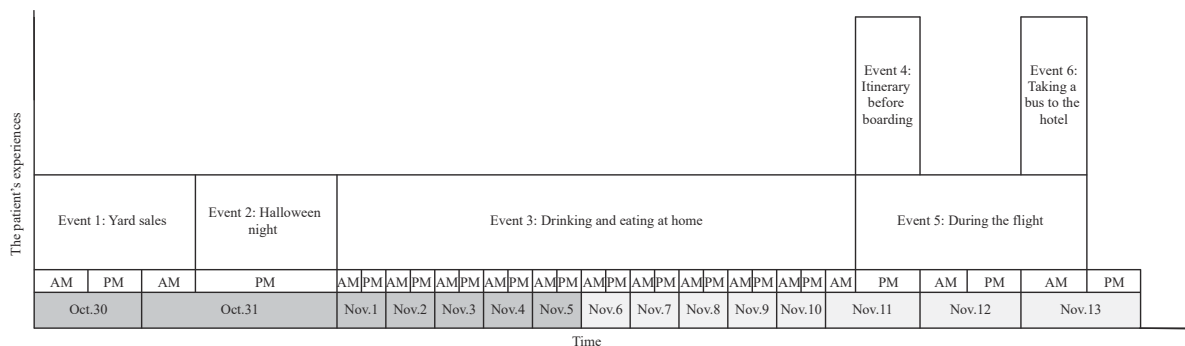 Event 4:
Itinerary
before
boarding
Event 6:
Taking a
bus to the
hotel
The patient's experiences
Event 1: Yard sales
Event 2: Halloween
night
Event 3: Drinking and eating at home
Event 5: During the flight
AM PM AM PM AM PM AM PM AM PM AM PM AM PM AM PM AM PM AM PM AM PM AM PM AM PM AM PM AM PM
Oct.30 Oct.31 Nov.1 Nov.2 Nov.3 Nov.4 Nov.5 Nov.6 Nov.7 Nov.8 Nov.9 Nov.10 Nov.11 Nov.12 Nov.13
Time